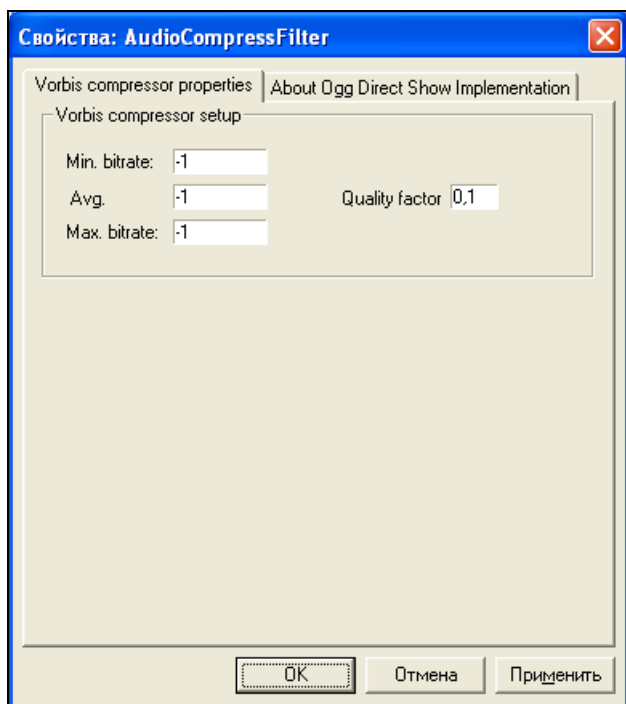 Свойства: AudioCompressFilter
Vorbis compressor properties About Ogg Direct Show Implementation
Vorbis compressor setup
Min. bitrate: -1
Avg. -1 Quality factor 0,1
Max. bitrate: -1
OK Отмена Применить